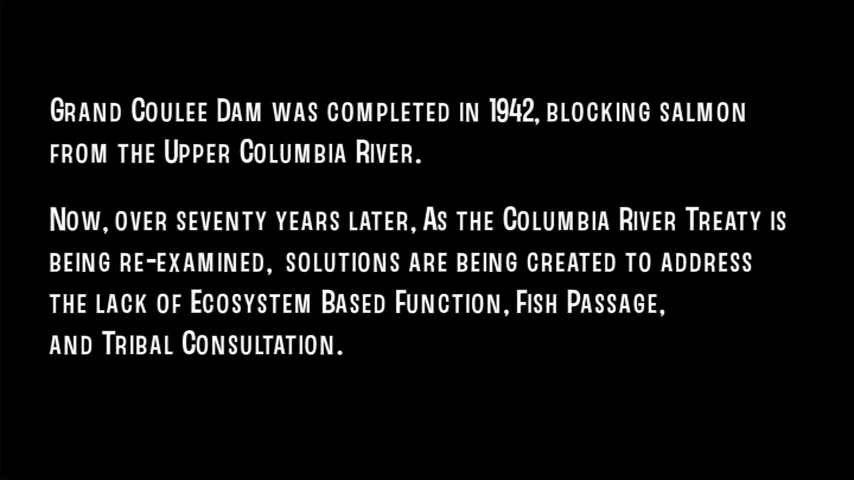 Grand Coulee Dam was completed in 1942, blocking salmon
from the Upper Columbia River.
Now, over seventy years later, As the Columbia River Treaty is
being re-examined,  solutions are being created to address
the lack of Ecosystem Based Function, Fish Passage,
and Tribal Consultation.